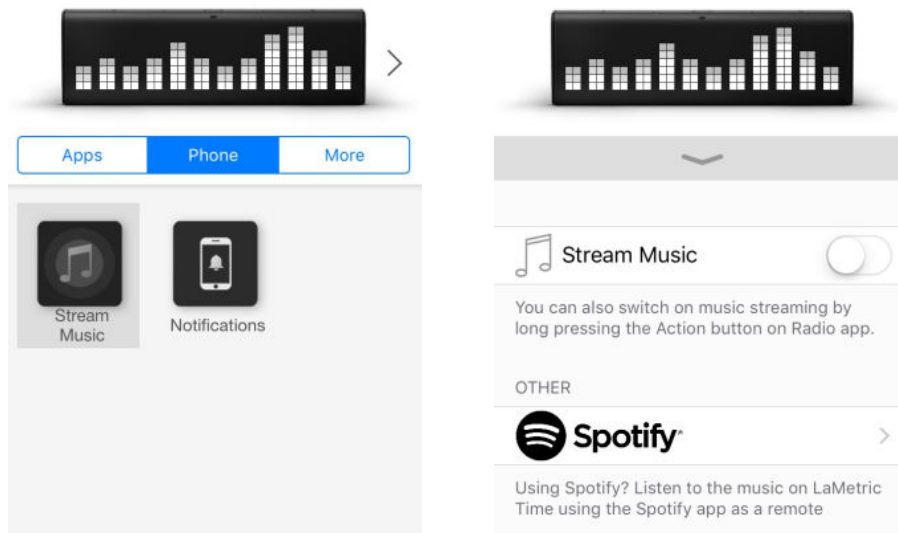 Apps
Phone
More
Stream
Music
Notifications
Stream Music
You can also switch on music streaming by
long pressing the Action button on Radio app.
OTHER
Spotify
Using Spotify? Listen to the music on LaMetric
Time using the Spotify app as a remote